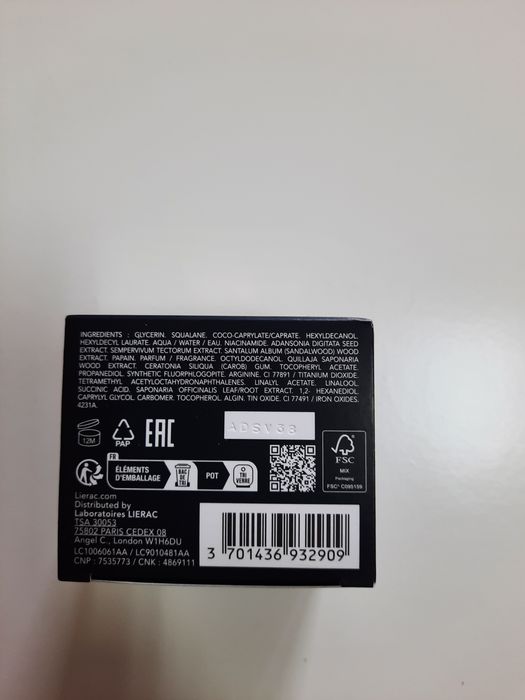 INGREDIENTS : GLYCERIN. SQUALANE. COCO-CAPRYLATE/CAPRATE. HEXYLDECANOL.
HEXYLDECYL LAURATE. AQUA / WATER / EAU. NIACINAMIDE. ADANSONIA DIGITATA SEED
EXTRACT. SEMPERVIVUM TECTORUM EXTRACT. SANTALUM ALBUM (SANDALWOOD) WOOD
EXTRACT. PAPAIN. PARFUM / FRAGRANCE. OCTYLDODECANOL. QUILLAJA SAPONARIA
WOOD EXTRACT. CERATONIA SILIQUA (CAROB) GUM. TOCOPHERYL ACETATE.
PROPANEDIOL. SYNTHETIC FLUORPHLOGOPITE. ARGININE. CI 77891 / TITANIUM DIOXIDE.
TETRAMETHYL ACETYLOCTAHYDRONAPHTHALENES. LINALYL ACETATE. LINALOOL.
SUCCINIC ACID. SAPONARIA OFFICINALIS LEAF/ROOT EXTRACT. 1,2- HEXANEDIOL.
CAPRYLYL GLYCOL. CARBOMER. TOCOPHEROL. ALGIN. TIN OXIDE. CI 77491 / IRON OXIDES.
4231A.
12M
PAP
EAC
ADSV38
FSC
MIX
Packaging
FSC® C095159
FR
ÉLÉMENTS
D'EMBALLAGE
BAC
DE
TRI
POT
TRI
VERRE
Lierac.com
Distributed by
Laboratoires LIERAC
TSA 30053
75802 PARIS CEDEX 08
Angel C., London W1H6DU
LC1006061AA / LC9010481AA
CNP : 7535773 / CNK : 4869111
3 701436 932909